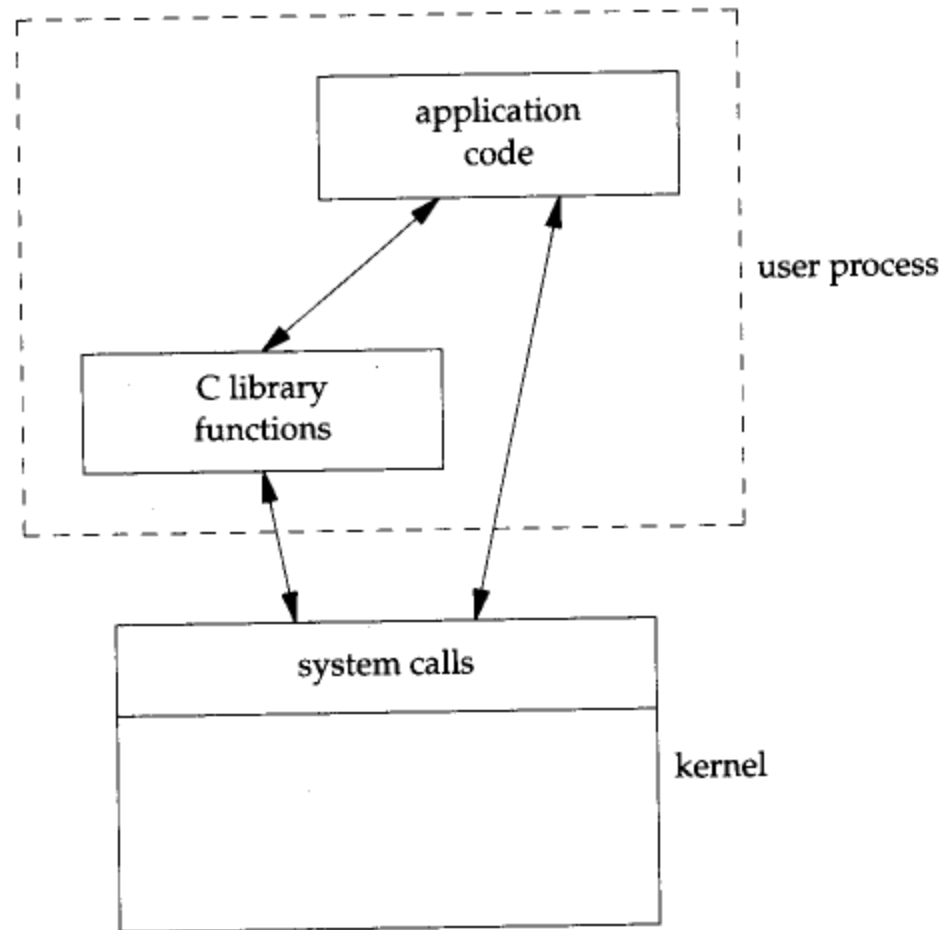 application
code
user process
C library
functions
system calls
kernel